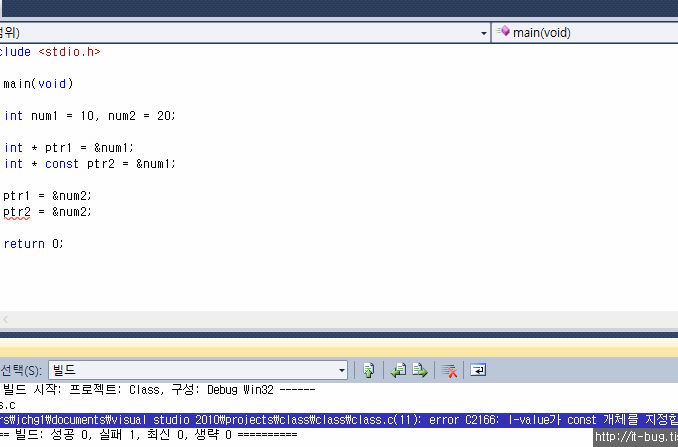 범위)
main(void)
clude <stdio.h>
main(void)
int num1 = 10, num2 = 20;
int * ptr1 = &num1;
int * const ptr2 = &num1;
ptr1 = &num2;
ptr2 = &num2;
return 0;
선택(S): 빌드
빌드 시작: 프로젝트: Class, 구성: Debug Win32 ------
s.c
rs₩jchg1₩documents₩visual studio 2010₩projects₩class₩class₩class.c(11): error C2166: l-value가 const 개체를 지정합
== 빌드: 성공 0, 실패 1, 최신 0, 생략 0 ==========
http://it-bug.ti